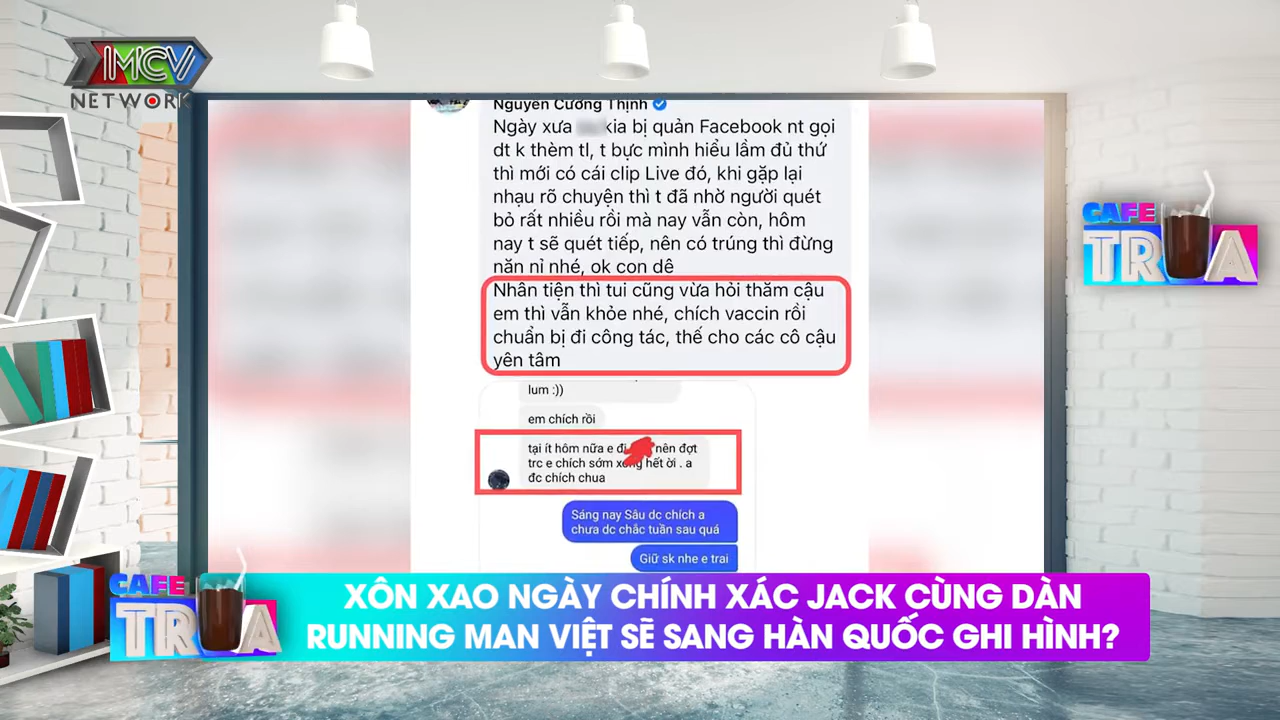 MCV
NETWORK
Nguyễn Cường Thịnh
Ngày xưa kia bị quản Facebook nt gọi
dt k thèm tl, t bực mình hiểu lầm đủ thứ
thì mới có cái clip Live đó, khi gặp lại
nhau rõ chuyện thì t đã nhờ người quét
bỏ rất nhiều rồi mà nay vẫn còn, hôm
nay t sẽ quét tiếp, nên có trúng thì đừng
năn nỉ nhé, ok con dê
Nhân tiện thì tui cũng vừa hỏi thăm cậu
em thì vẫn khỏe nhé, chích vaccin rồi
chuẩn bị đi công tác, thế cho các cô cậu
yên tâm
lum :))
em chích rồi
tại ít hôm nữa e đi nên đợt
trc e chích sớm xong hết ời . a
đc chích chua
Sáng nay Sâu dc chích a
chưa dc chắc tuần sau quá
Giữ sk nhe e trai
CAFE
TRƯA
CAFE
TRƯA
XÔN XAO NGÀY CHÍNH XÁC JACK CÙNG DÀN
RUNNING MAN VIỆT SẼ SANG HÀN QUỐC GHI HÌNH?